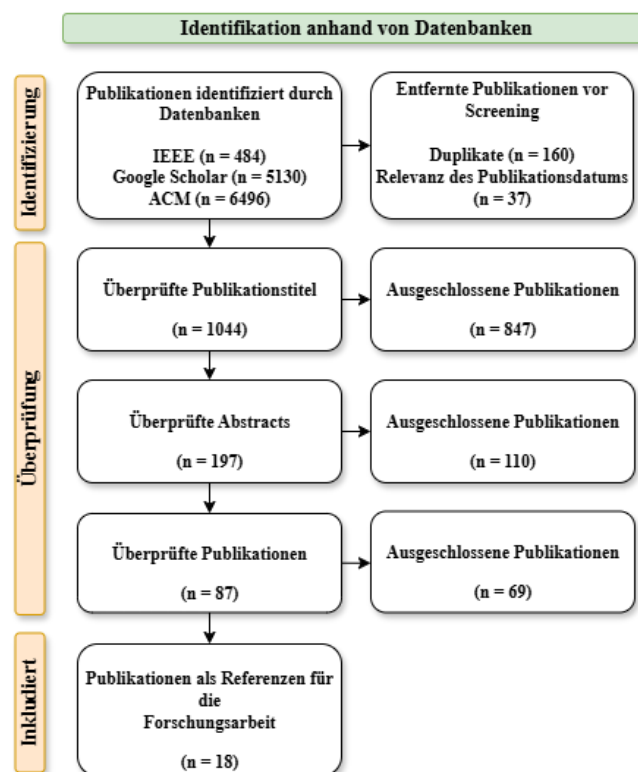 Identifikation anhand von Datenbanken
Identifizierung
Publikationen identifiziert durch
Datenbanken
IEEE (n = 484)
Google Scholar (n = 5130)
ACM (n = 6496)
Entfernte Publikationen vor
Screening
Duplikate (n = 160)
Relevanz des Publikationsdatums
(n = 37)
Überprüfung
Überprüfte Publikationstitel
(n = 1044)
Ausgeschlossene Publikationen
(n = 847)
Überprüfte Abstracts
(n = 197)
Ausgeschlossene Publikationen
(n = 110)
Überprüfte Publikationen
(n = 87)
Ausgeschlossene Publikationen
(n = 69)
Inkludiert
Publikationen als Referenzen für
die
Forschungsarbeit
(n = 18)